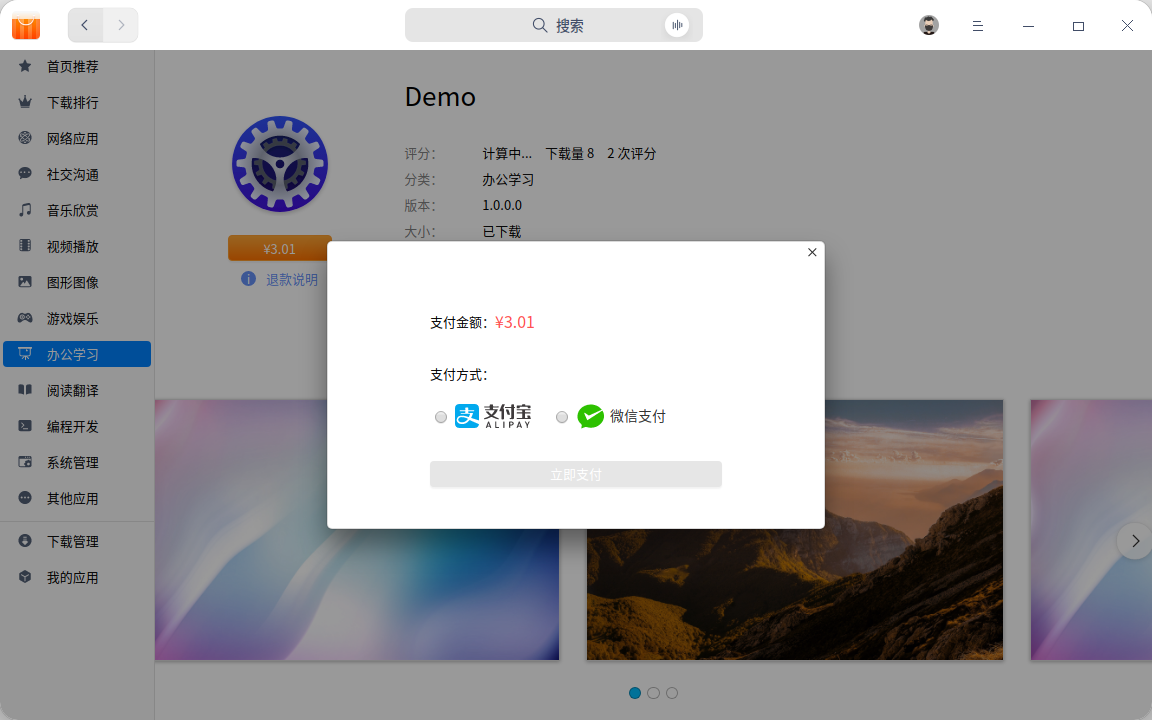 搜索
首页推荐
下载排行
网络应用
社交沟通
音乐欣赏
视频播放
图形图像
游戏娱乐
办公学习
阅读翻译
编程开发
系统管理
其他应用
下载管理
我的应用
Demo
评分： 计算中... 下载量 8 2 次评分
分类： 办公学习
版本： 1.0.0.0
大小： 已下载
¥3.01
退款说明
支付金额：¥3.01
支付方式：
支 支付宝 ALIPAY 微信支付
立即支付